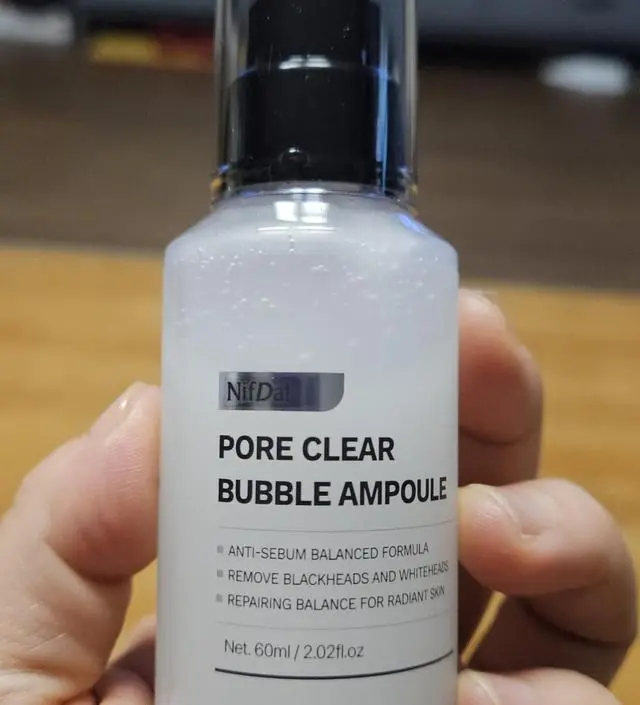 PORE CLEAR
BUBBLE AMPOULE
ANTI-SEBUM BALANCED FORMULA
REMOVE BLACKHEADS AND WHITEHEADS
REPAIRING BALANCE FOR RADIANT SKIN
Net. 60ml / 2.02fl.oz